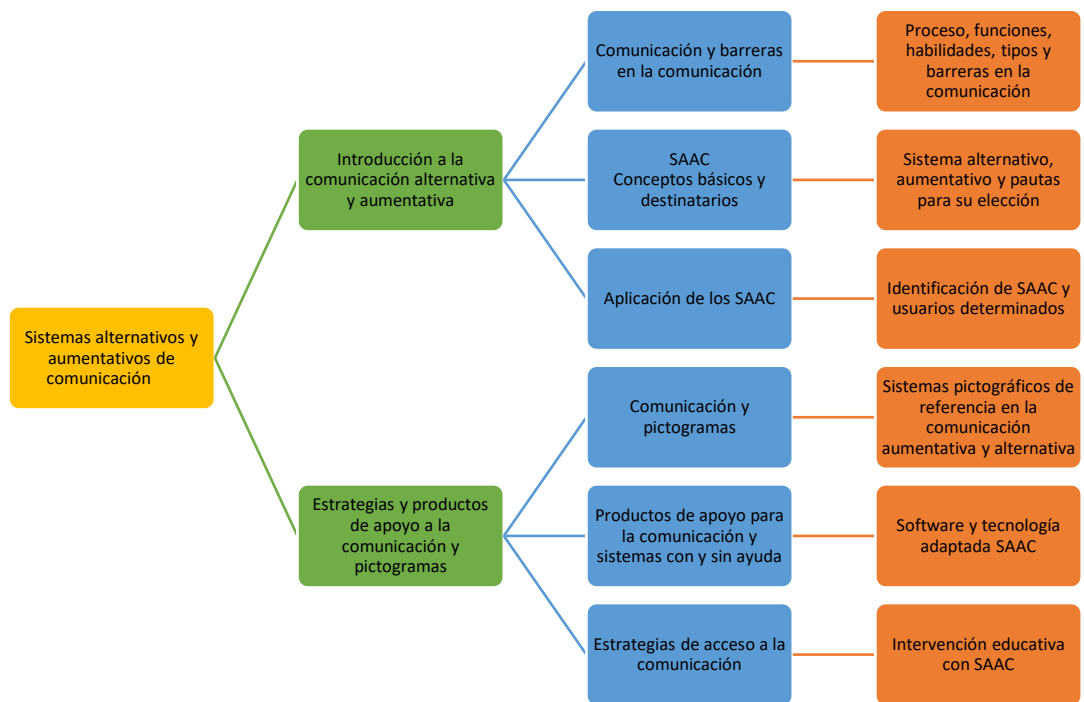 Sistemas alternativos y
aumentativos de
comunicación
Introducción a la
comunicación alternativa
y aumentativa
Comunicación y barreras
en la comunicación
Proceso, funciones,
habilidades, tipos y
barreras en la
comunicación
SAAC
Conceptos básicos y
destinatarios
Sistema alternativo,
aumentativo y pautas
para su elección
Aplicación de los SAAC
Identificación de SAAC y
usuarios determinados
Estrategias y productos
de apoyo a la
comunicación y
pictogramas
Comunicación y
pictogramas
Sistemas pictográficos de
referencia en la
comunicación
aumentativa y alternativa
Productos de apoyo para
la comunicación y
sistemas con y sin ayuda
Software y tecnología
adaptada SAAC
Estrategias de acceso a la
comunicación
Intervención educativa
con SAAC